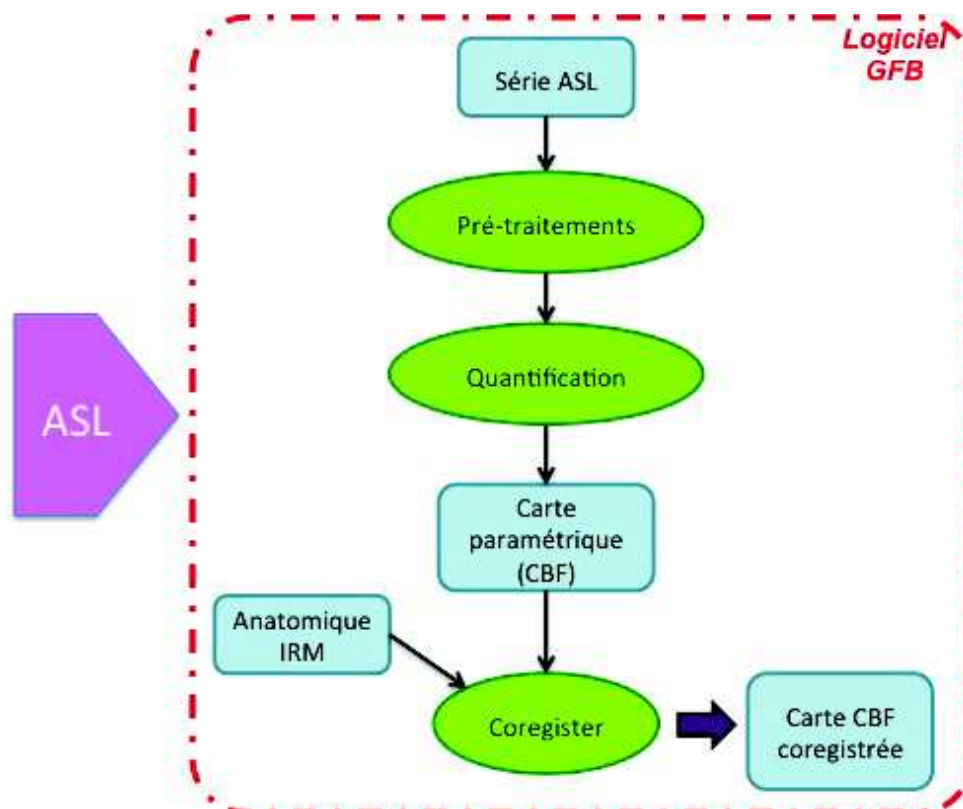 Logiciel
GFB
Série ASL
Pré-traitements
Quantification
ASL
Carte
paramétrique
(CBF)
Anatomique
IRM
Coregister
Carte CBF
coregistrée